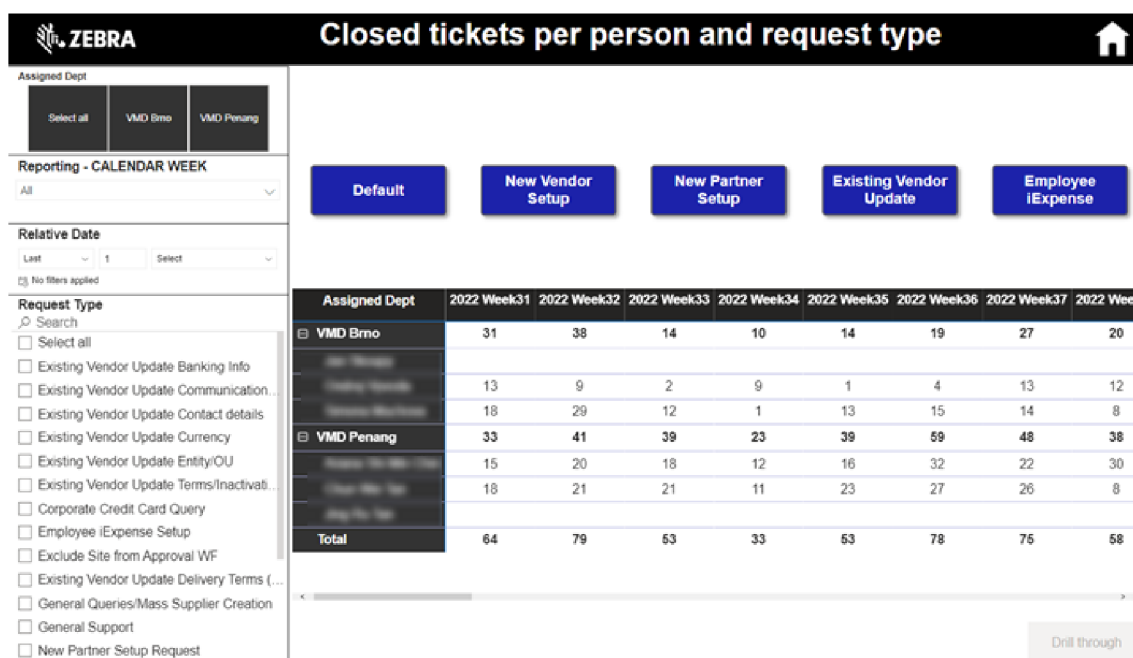 ZEBRA
Closed tickets per person and request type
Assigned Dept
Select all VMD Brno VMD Penang
Reporting - CALENDAR WEEK
All
Relative Date
Last 1 Select
No filters applied
Request Type
Search
Select all
Existing Vendor Update Banking Info
Existing Vendor Update Communication...
Existing Vendor Update Contact details
Existing Vendor Update Currency
Existing Vendor Update Entity/OU
Existing Vendor Update Terms/Inactivati...
Corporate Credit Card Query
Employee iExpense Setup
Exclude Site from Approval WF
Existing Vendor Update Delivery Terms (...
General Queries/Mass Supplier Creation
General Support
New Partner Setup Request
Default
New Vendor
Setup
New Partner
Setup
Existing Vendor
Update
Employee
iExpense
Assigned Dept 2022 Week31 2022 Week32 2022 Week33 2022 Week34 2022 Week35 2022 Week36 2022 Week37 2022 Wee
VMD Brno 31 38 14 10 14 19 27 20
13 9 2 9 1 4 13 12
18 29 12 1 13 15 14 8
VMD Penang 33 41 39 23 39 59 48 38
15 20 18 12 16 32 22 30
18 21 21 11 23 27 26 8
Total 64 79 53 33 53 78 75 58
Drill through